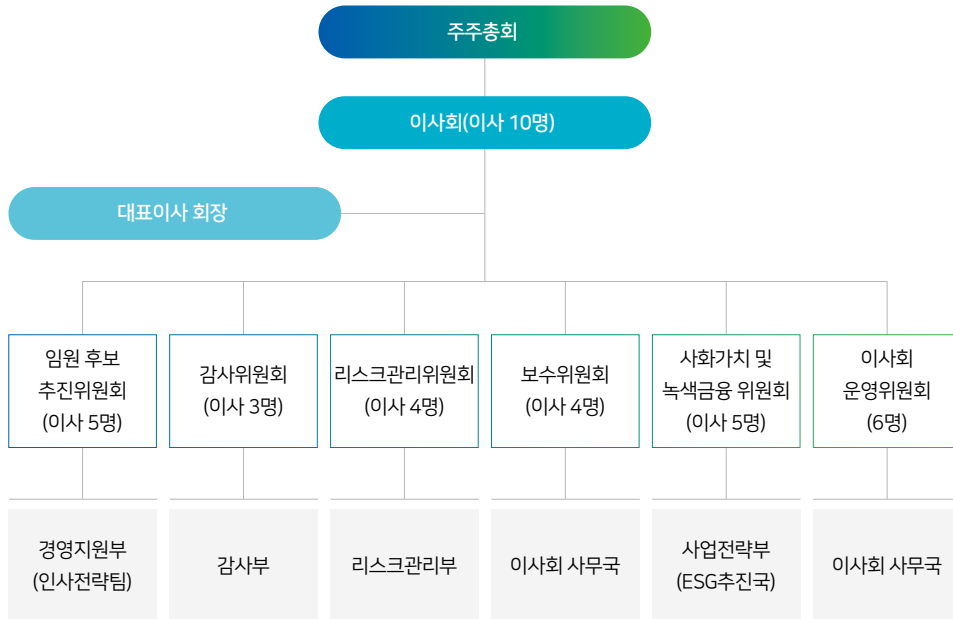 주주총회
이사회(이사 10명)
대표이사 회장
임원 후보
추진위원회
(이사 5명)
감사위원회
(이사 3명)
리스크관리위원회
(이사 4명)
보수위원회
(이사 4명)
사화가치 및
녹색금융 위원회
(이사 5명)
이사회
운영위원회
(6명)
경영지원부
(인사전략팀)
감사부
리스크관리부
이사회 사무국
사업전략부
(ESG추진국)
이사회 사무국